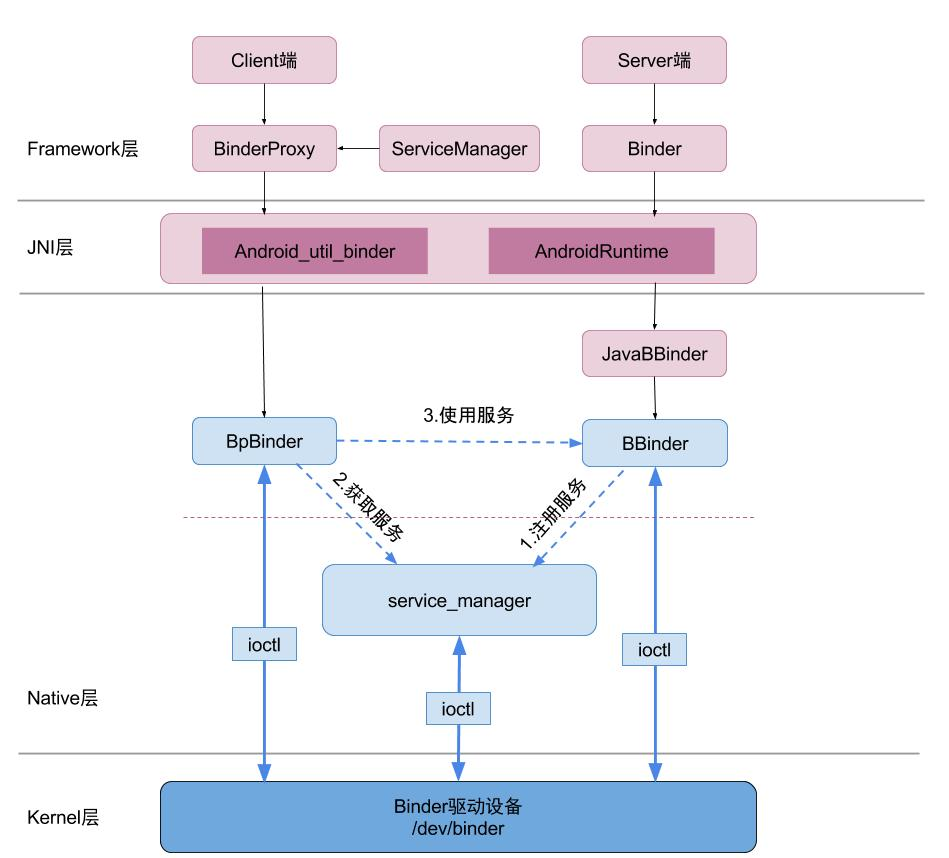 Client端
Server端
Framework层
BinderProxy
ServiceManager
Binder
JNI层
Android_util_binder
AndroidRuntime
JavaBBinder
3.使用服务
BpBinder
BBinder
2.获取服务
1.注册服务
service_manager
ioctl
ioctl
Native层
ioctl
Kernel层
Binder驱动设备
/dev/binder